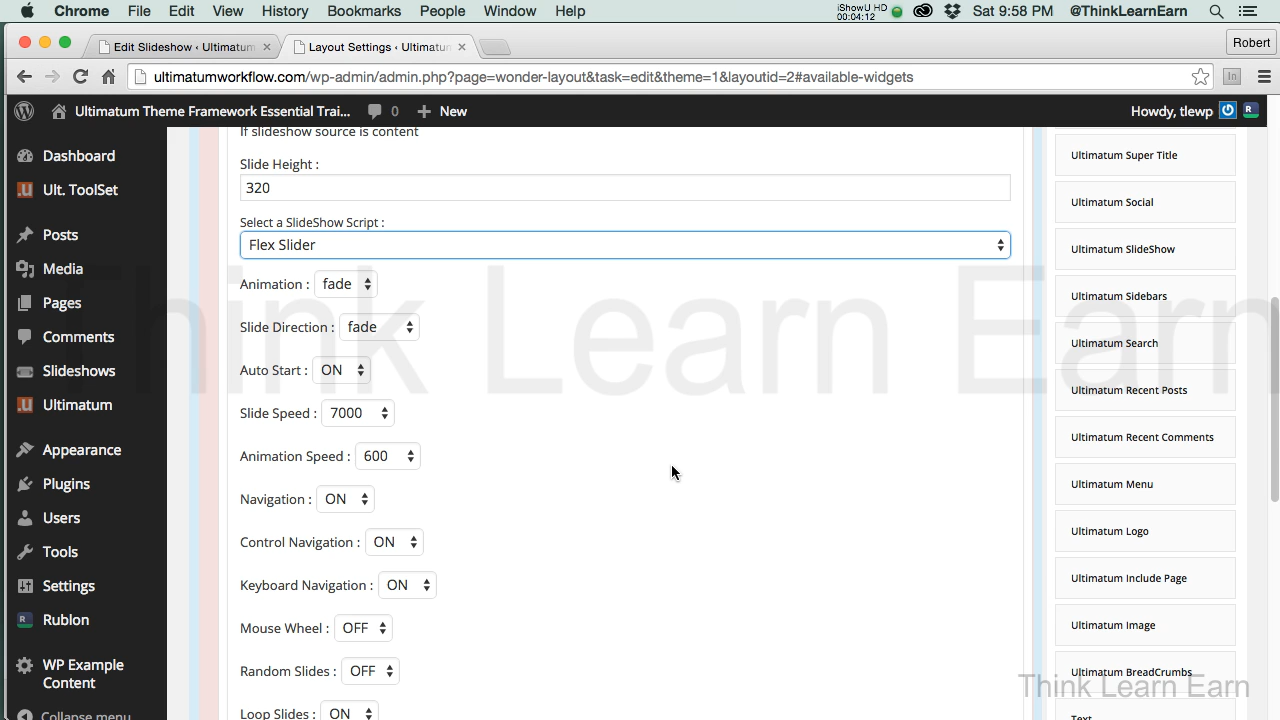 Chrome File Edit View History Bookmarks People Window Help
iShowU HD
00:04:12
Sat 9:58 PM @ThinkLearnEarn
Edit Slideshow ‹ Ultimatum
Layout Settings ‹ Ultimatum
Robert
ultimatumworkflow.com/wp-admin/admin.php?page=wonder-layout&task=edit&theme=1&layoutid=2#available-widgets
Ultimatum Theme Framework Essential Trai...
0
New
Howdy, tlewp
Dashboard
Ult. ToolSet
Posts
Media
Pages
Comments
Slideshows
Ultimatum
Appearance
Plugins
Users
Tools
Settings
Rublon
WP Example
Content
Collapse menu
If slideshow source is content
Slide Height :
320
Select a SlideShow Script :
Flex Slider
Animation : fade
Slide Direction : fade
Auto Start : ON
Slide Speed : 7000
Animation Speed : 600
Navigation : ON
Control Navigation : ON
Keyboard Navigation : ON
Mouse Wheel : OFF
Random Slides : OFF
Loop Slides : ON
Ultimatum Super Title
Ultimatum Social
Ultimatum SlideShow
Ultimatum Sidebars
Ultimatum Search
Ultimatum Recent Posts
Ultimatum Recent Comments
Ultimatum Menu
Ultimatum Logo
Ultimatum Include Page
Ultimatum Image
Ultimatum BreadCrumbs
Text
Think Learn Earn
Think Learn Earn